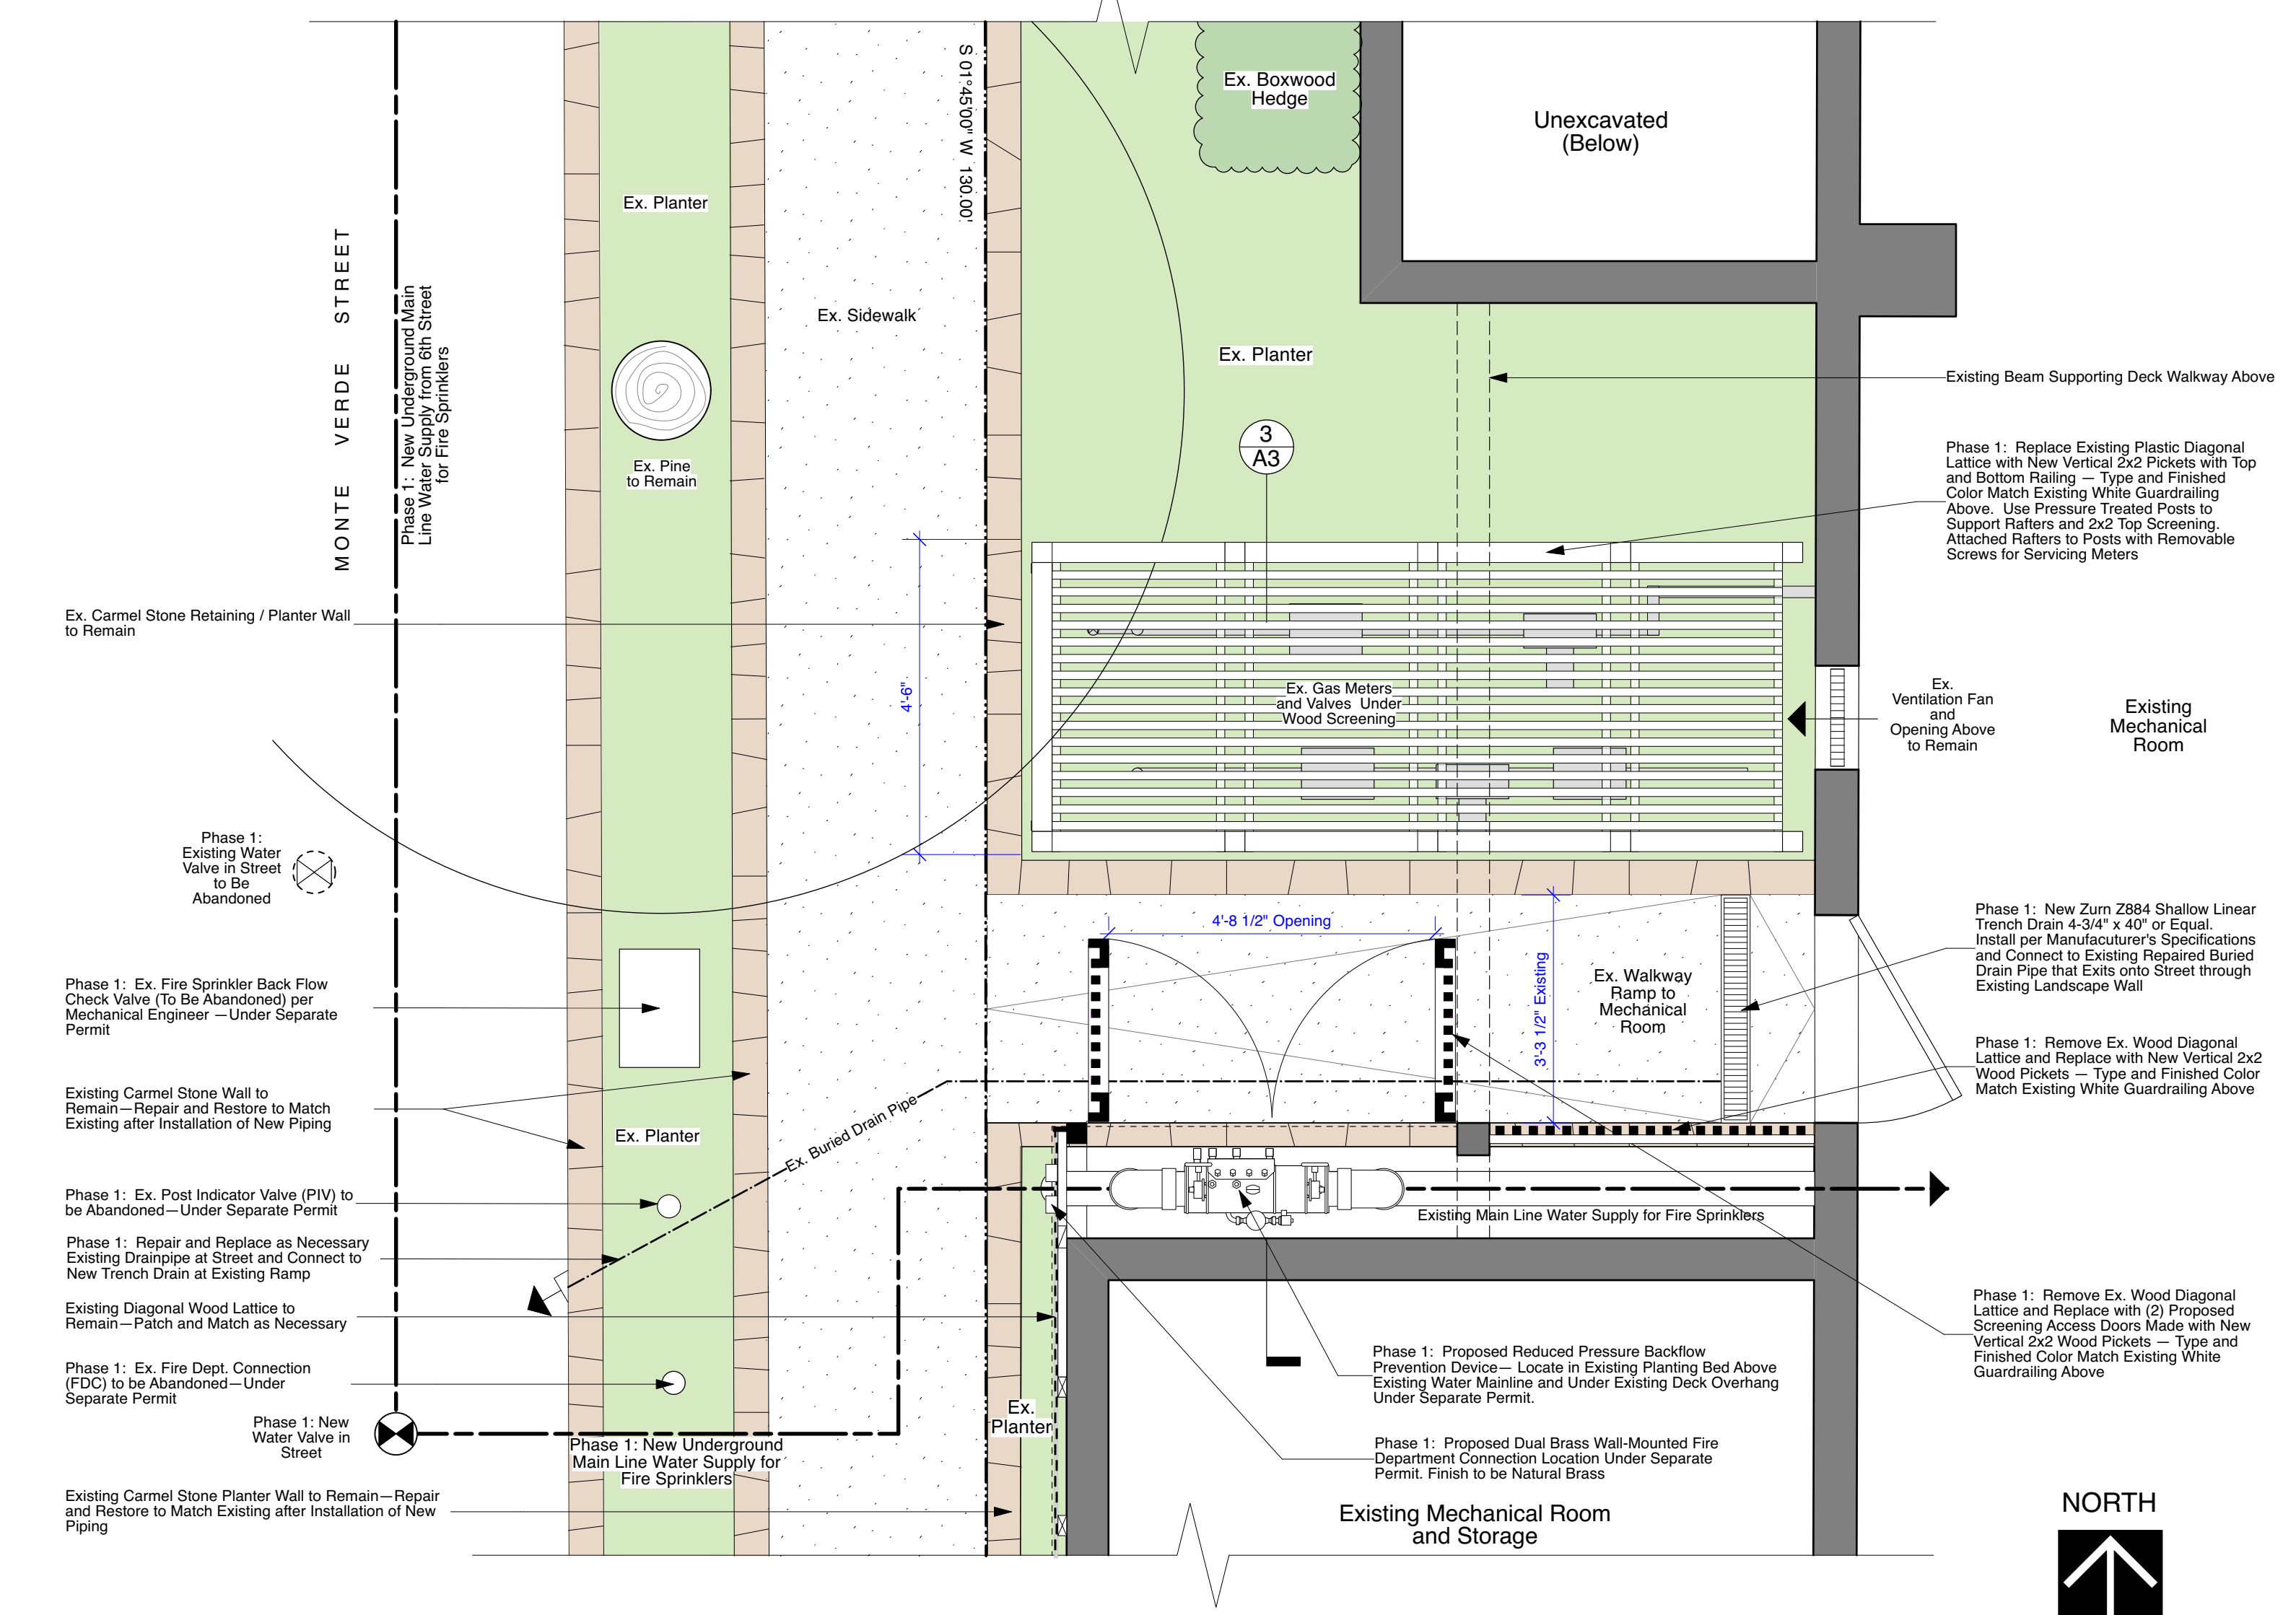 MONTE VERDE STREET
Phase 1: New Underground Main
Line Water Supply from 6th Street
for Fire Sprinklers
Ex. Planter
Ex. Pine
to Remain
Ex. Sidewalk
S 01°45'00" W 130.00'
Ex. Boxwood
Hedge
Unexcavated
(Below)
Ex. Planter
3
A3
Existing Beam Supporting Deck Walkway Above
Phase 1: Replace Existing Plastic Diagonal
Lattice with New Vertical 2x2 Pickets with Top
and Bottom Railing — Type and Finished
Color Match Existing White Guardrailing
Above. Use Pressure Treated Posts to
Support Rafters and 2x2 Top Screening.
Attached Rafters to Posts with Removable
Screws for Servicing Meters
Ex. Carmel Stone Retaining / Planter Wall
to Remain
4'-6"
Ex. Gas Meters
and Valves Under
Wood Screening
Ex.
Ventilation Fan
and
Opening Above
to Remain
Existing
Mechanical
Room
Phase 1:
Existing Water
Valve in Street
to Be
Abandoned
4'-8 1/2" Opening
3'-3 1/2" Existing
Ex. Walkway
Ramp to
Mechanical
Room
Phase 1: New Zurn Z884 Shallow Linear
Trench Drain 4-3/4" x 40" or Equal.
Install per Manufacuturer's Specifications
and Connect to Existing Repaired Buried
Drain Pipe that Exits onto Street through
Existing Landscape Wall
Phase 1: Ex. Fire Sprinkler Back Flow
Check Valve (To Be Abandoned) per
Mechanical Engineer —Under Separate
Permit
Phase 1: Remove Ex. Wood Diagonal
Lattice and Replace with New Vertical 2x2
Wood Pickets — Type and Finished Color
Match Existing White Guardrailing Above
Existing Carmel Stone Wall to
Remain—Repair and Restore to Match
Existing after Installation of New Piping
Ex. Planter
Ex. Buried Drain Pipe
Phase 1: Ex. Post Indicator Valve (PIV) to
be Abandoned—Under Separate Permit
Existing Main Line Water Supply for Fire Sprinklers
Phase 1: Repair and Replace as Necessary
Existing Drainpipe at Street and Connect to
New Trench Drain at Existing Ramp
Existing Diagonal Wood Lattice to
Remain—Patch and Match as Necessary
Phase 1: Remove Ex. Wood Diagonal
Lattice and Replace with (2) Proposed
Screening Access Doors Made with New
Vertical 2x2 Wood Pickets — Type and
Finished Color Match Existing White
Guardrailing Above
Phase 1: Ex. Fire Dept. Connection
(FDC) to be Abandoned—Under
Separate Permit
Phase 1: Proposed Reduced Pressure Backflow
Prevention Device— Locate in Existing Planting Bed Above
Existing Water Mainline and Under Existing Deck Overhang
Under Separate Permit.
Phase 1: New
Water Valve in
Street
Ex.
Planter
Phase 1: New Underground
Main Line Water Supply for
Fire Sprinklers
Phase 1: Proposed Dual Brass Wall-Mounted Fire
Department Connection Location Under Separate
Permit. Finish to be Natural Brass
Existing Carmel Stone Planter Wall to Remain—Repair
and Restore to Match Existing after Installation of New
Piping
Existing Mechanical Room
and Storage
NORTH